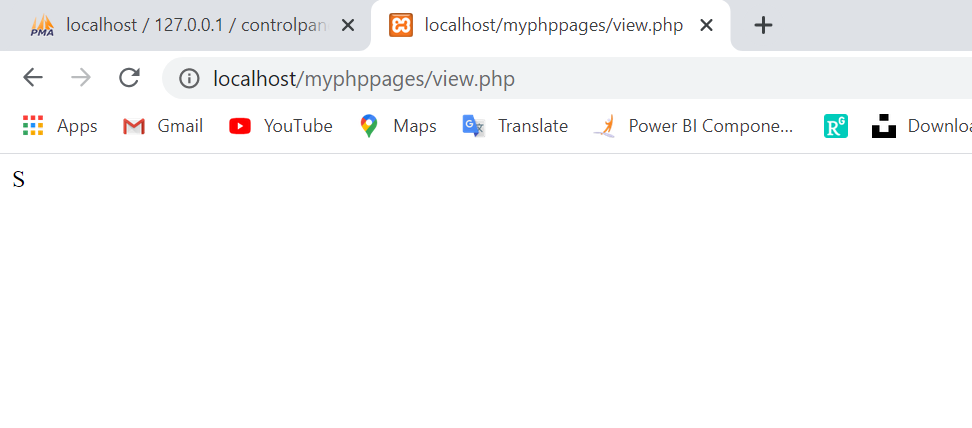 PMA localhost / 127.0.0.1 / controlpan localhost/myphppages/view.php
localhost/myphppages/view.php
Apps Gmail YouTube Maps Translate Power BI Compone... RG Downloa
S